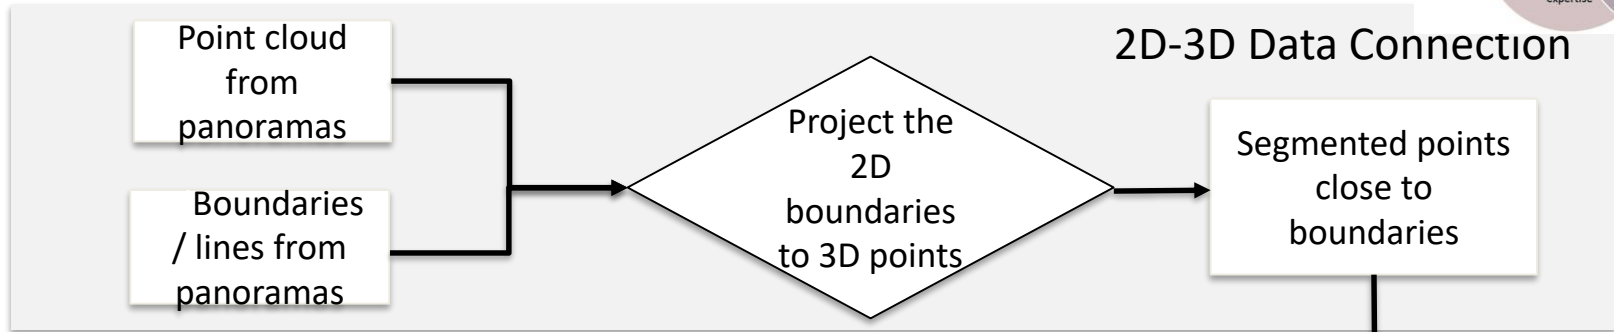 expertise
2D-3D Data Connection
Point cloud
from
panoramas
Boundaries
/ lines from
panoramas
Project the
2D
boundaries
to 3D points
Segmented points
close to
boundaries